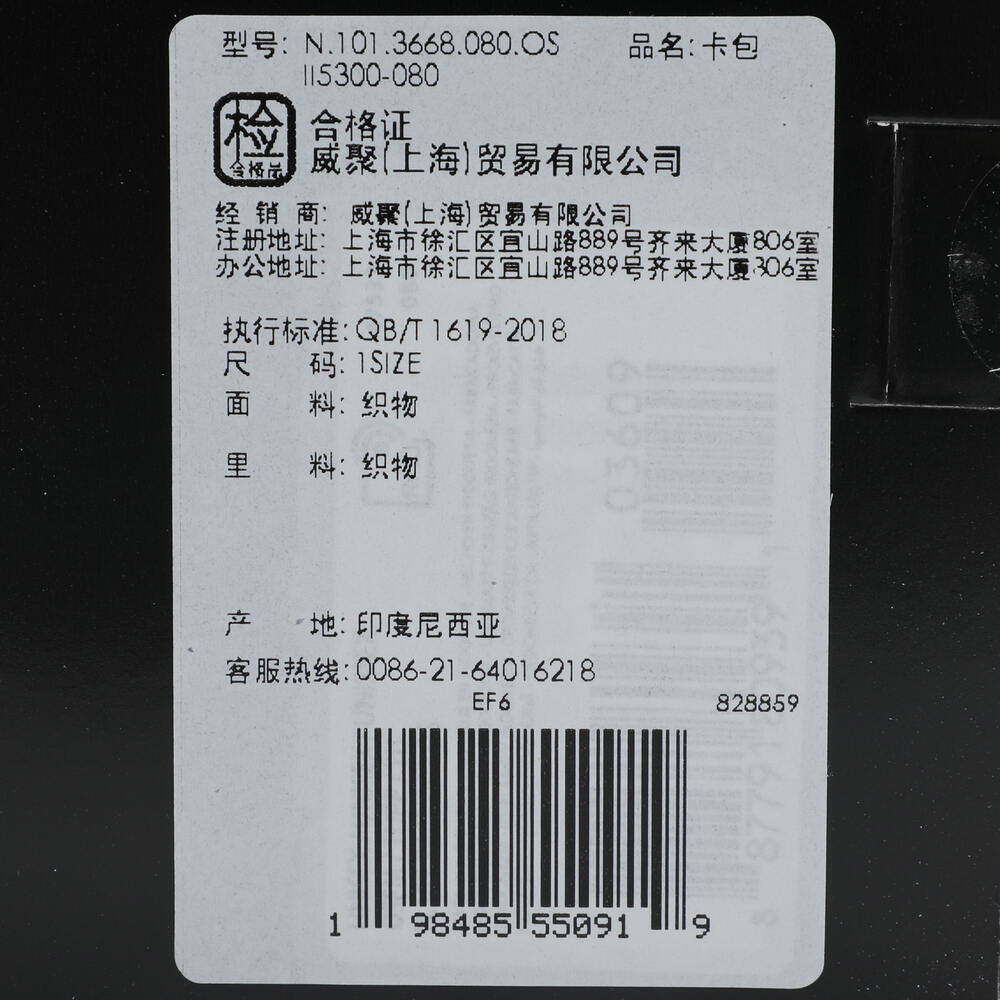 型号: N.101.3668.080.OS 品名: 卡包
II5300-080
检
合格品
合格证
威聚(上海)贸易有限公司
经 销 商: 威聚(上海)贸易有限公司
注册地址: 上海市徐汇区宜山路889号齐来大厦806室
办公地址: 上海市徐汇区宜山路889号齐来大厦306室
执行标准: QB/T 1619-2018
尺 码: 1SIZE
面 料: 织物
里 料: 织物
产 地: 印度尼西亚
客服热线: 0086-21-64016218
EF6 828859
1 98485 55091 9